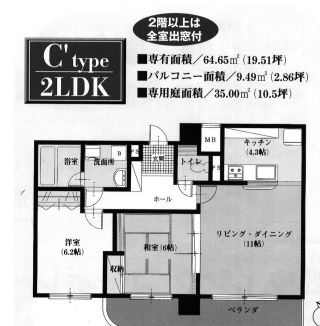 2階以上は
全室出窓付
C' type
2LDK
■専有面積／64.65㎡(19.51坪)
■バルコニー面積／9.49㎡(2.86坪)
■専用庭面積／35.00㎡(10.5坪)
MB
キッチン
(4.3帖)
浴室
洗面所
B
PS
玄関
トイレ
PS
ホール
洋室
(6.2帖)
和室(6帖)
収納
リビング・ダイニング
(11帖)
ベランダ